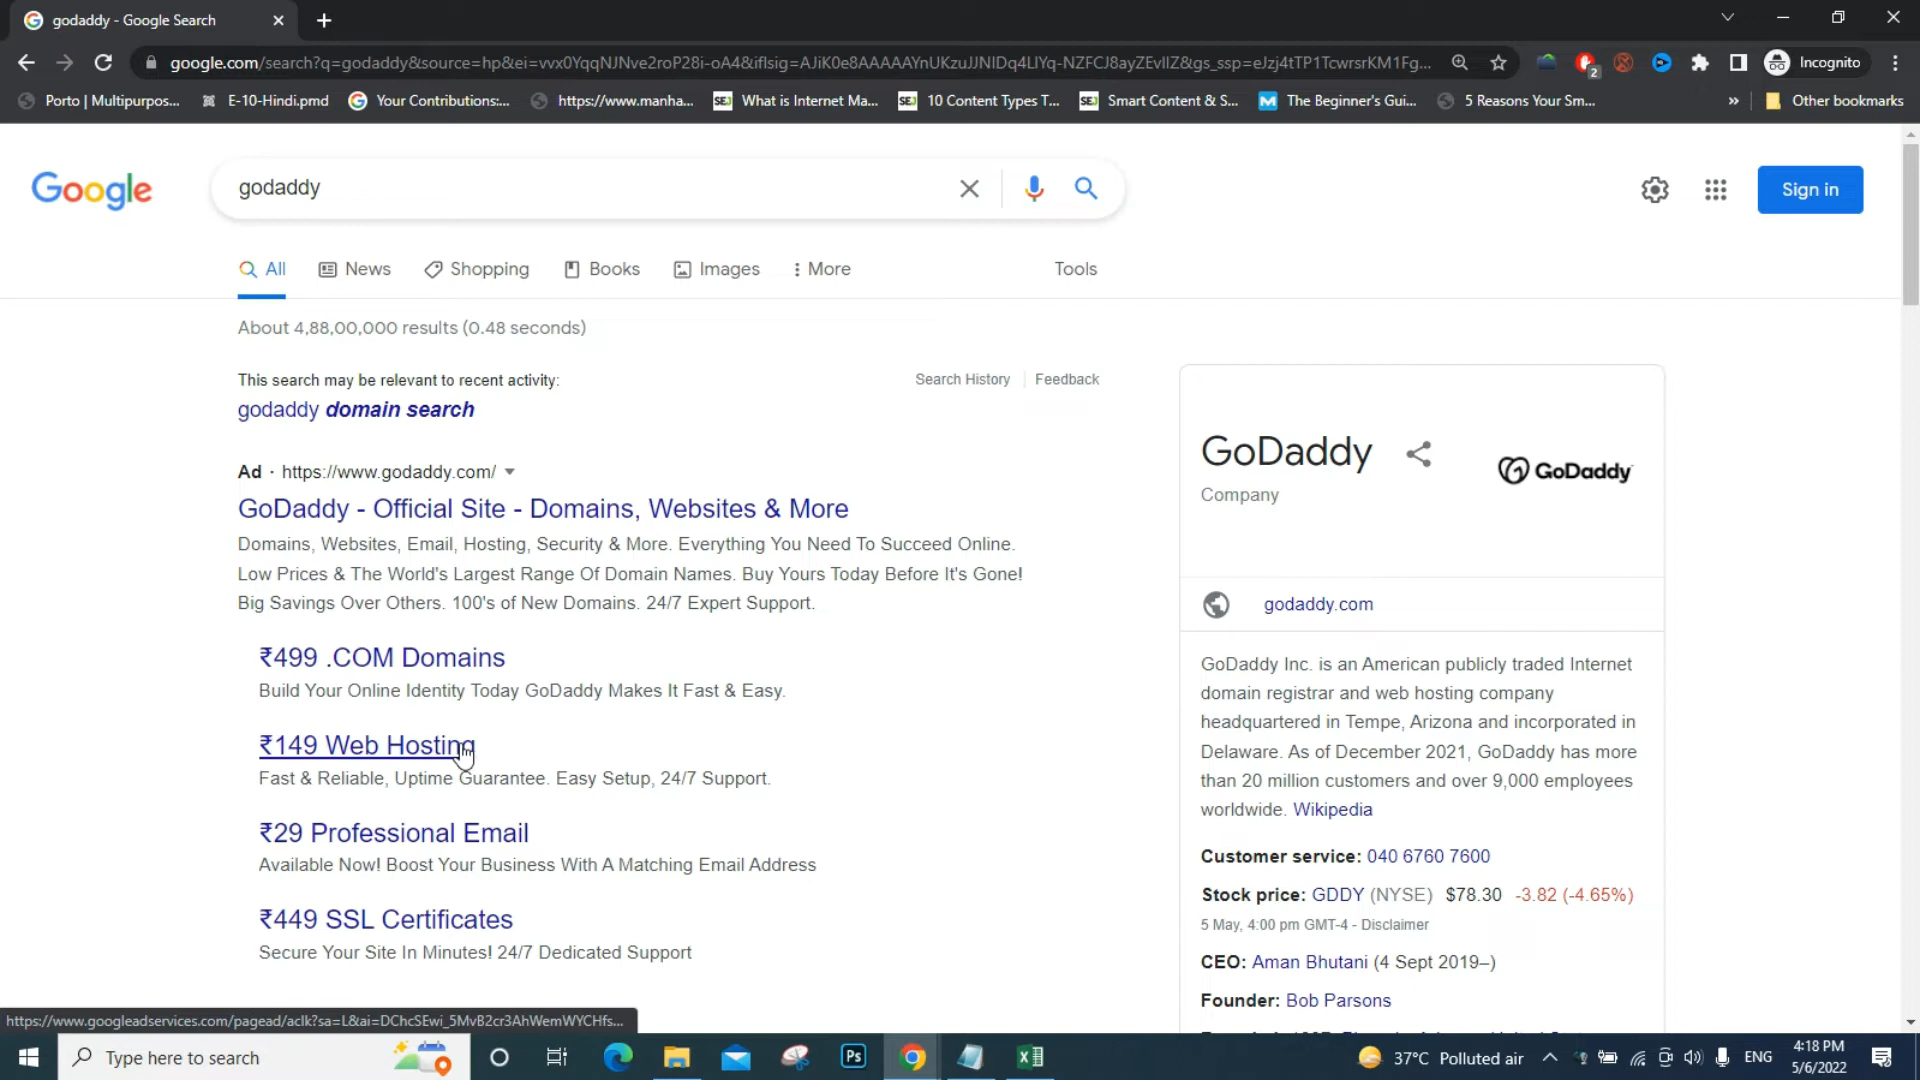 godaddy - Google Search
google.com/search?q=godaddy&source=hp&ei=vvx0YqqNJNve2roP28i-oA4&iflsig=AJiK0e8AAAAAYnUKzuJJNIDq4LlYq-NZFCJ8ayZEvIlZ&gs_ssp=eJzj4tTP1TcwrsrKM1Fg...
2
Incognito
Porto | Multipurpos...
E-10-Hindi.pmd
Your Contributions:...
https://www.manha...
SEJ What is Internet Ma...
SEJ 10 Content Types T...
SEJ Smart Content & S...
M The Beginner's Gui...
5 Reasons Your Sm...
»
Other bookmarks
Google
godaddy
Sign in
All
News
Shopping
Books
Images
More
Tools
About 4,88,00,000 results (0.48 seconds)
This search may be relevant to recent activity:
Search History
Feedback
godaddy domain search
Ad · https://www.godaddy.com/
GoDaddy - Official Site - Domains, Websites & More
Domains, Websites, Email, Hosting, Security & More. Everything You Need To Succeed Online.
Low Prices & The World's Largest Range Of Domain Names. Buy Yours Today Before It's Gone!
Big Savings Over Others. 100's of New Domains. 24/7 Expert Support.
₹499 .COM Domains
Build Your Online Identity Today GoDaddy Makes It Fast & Easy.
₹149 Web Hosting
Fast & Reliable, Uptime Guarantee. Easy Setup, 24/7 Support.
₹29 Professional Email
Available Now! Boost Your Business With A Matching Email Address
₹449 SSL Certificates
Secure Your Site In Minutes! 24/7 Dedicated Support
GoDaddy
Company
GoDaddy
godaddy.com
GoDaddy Inc. is an American publicly traded Internet
domain registrar and web hosting company
headquartered in Tempe, Arizona and incorporated in
Delaware. As of December 2021, GoDaddy has more
than 20 million customers and over 9,000 employees
worldwide. Wikipedia
Customer service: 040 6760 7600
Stock price: GDDY (NYSE) $78.30 -3.82 (-4.65%)
5 May, 4:00 pm GMT-4 - Disclaimer
CEO: Aman Bhutani (4 Sept 2019–)
Founder: Bob Parsons
https://www.googleadservices.com/pagead/aclk?sa=L&ai=DChcSEwi_5MvB2cr3AhWemWYCHfs...
Type here to search
Ps
37°C Polluted air
ENG
4:18 PM
5/6/2022